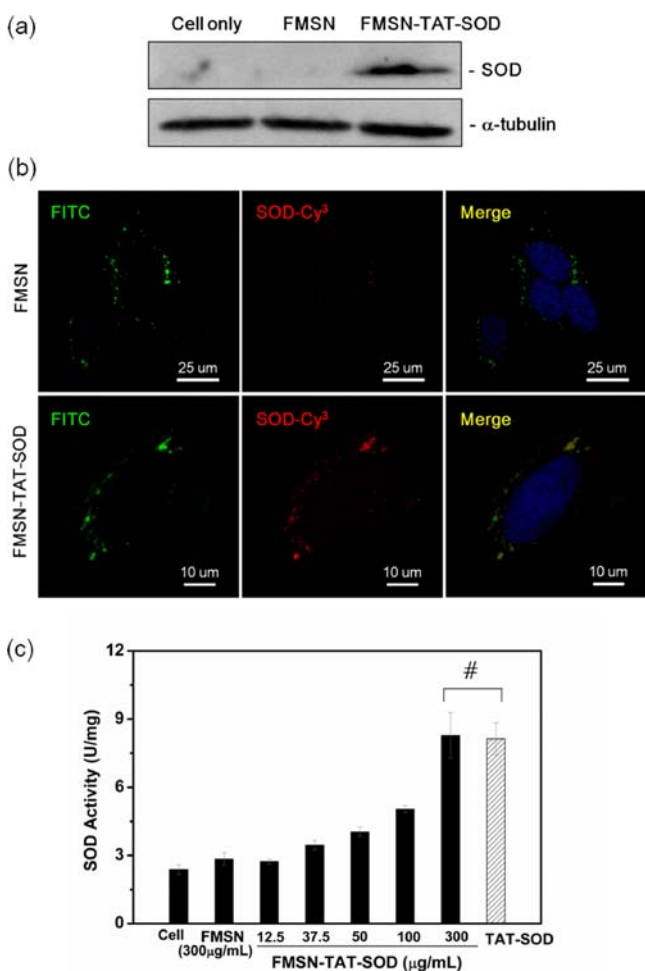 (a)
Cell only FMSN FMSN-TAT-SOD
- SOD
- α-tubulin
(b)
FITC SOD-Cy³ Merge
FMSN
25 um 25 um 25 um
FITC SOD-Cy³ Merge
FMSN-TAT-SOD
10 um 10 um 10 um
(c)
SOD Activity (U/mg)
12
9
6
3
0
#
Cell FMSN 12.5 37.5 50 100 300 TAT-SOD
(300μg/mL) FMSN-TAT-SOD (μg/mL)